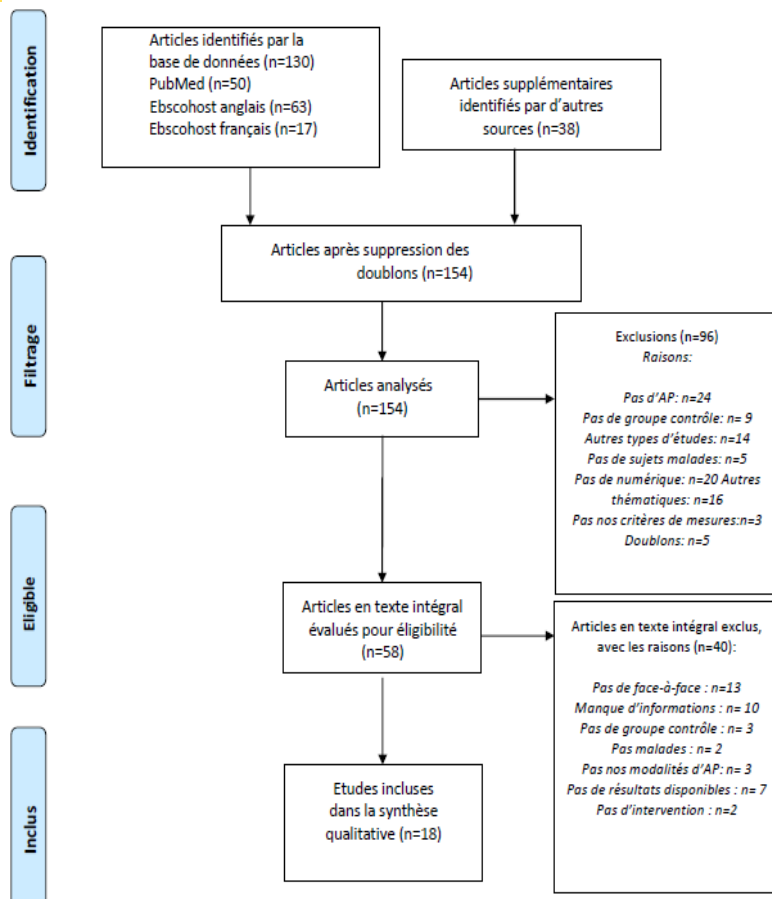 Identification
Articles identifiés par la
base de données (n=130)
PubMed (n=50)
Ebscohost anglais (n=63)
Ebscohost français (n=17)
Articles supplémentaires
identifiés par d'autres
sources (n=38)
Filtrage
Articles après suppression des
doublons (n=154)
Articles analysés
(n=154)
Exclusions (n=96)
Raisons:
Pas d'AP: n=24
Pas de groupe contrôle: n= 9
Autres types d'études: n=14
Pas de sujets malades: n=5
Pas de numérique: n=20 Autres
thématiques: n=16
Pas nos critères de mesures:n=3
Doublons: n=5
Eligible
Articles en texte intégral
évalués pour éligibilité
(n=58)
Articles en texte intégral exclus,
avec les raisons (n=40):
Pas de face-à-face : n=13
Manque d'informations : n= 10
Pas de groupe contrôle : n= 3
Pas malades : n= 2
Pas nos modalités d'AP: n= 3
Pas de résultats disponibles : n= 7
Pas d'intervention : n=2
Inclus
Etudes incluses
dans la synthèse
qualitative (n=18)